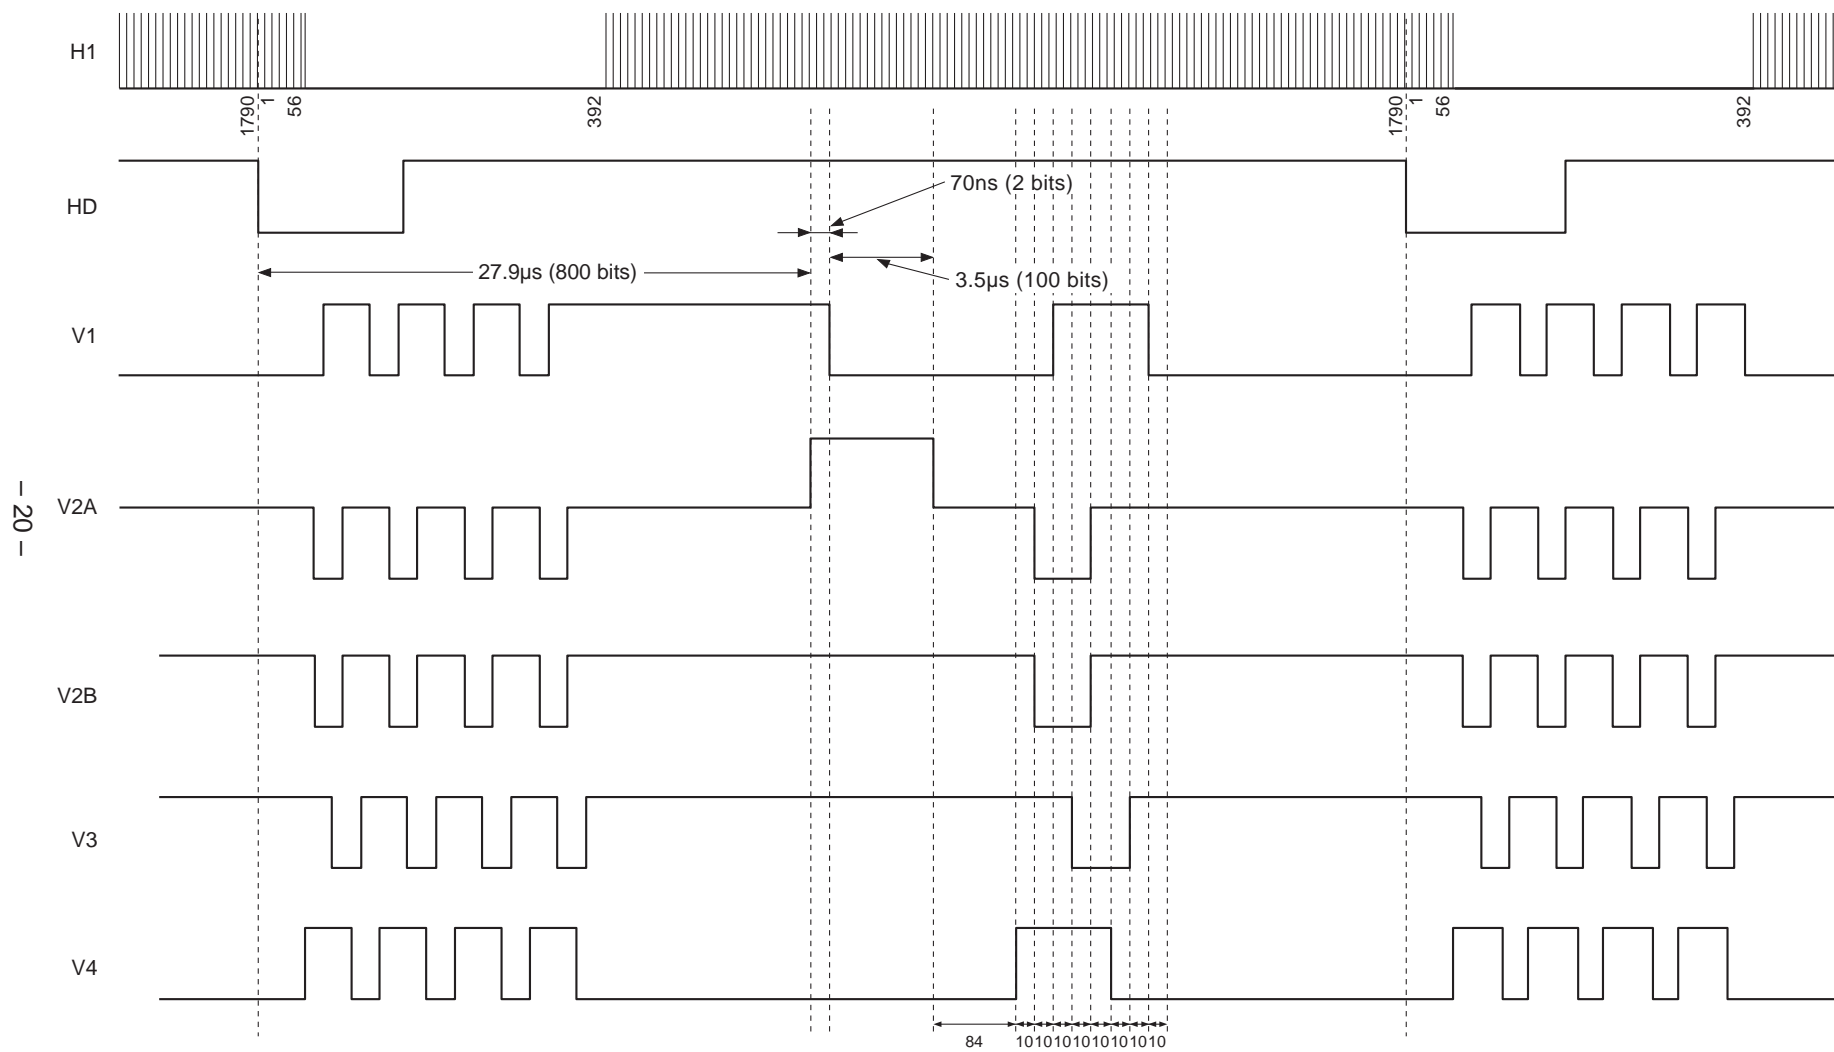 H1
1790
1
56
392
1790
1
56
392
HD
70ns (2 bits)
27.9μs (800 bits)
3.5μs (100 bits)
V1
V2A
– 20 –
V2B
V3
V4
84
10 10 10 10 10 10 10 10